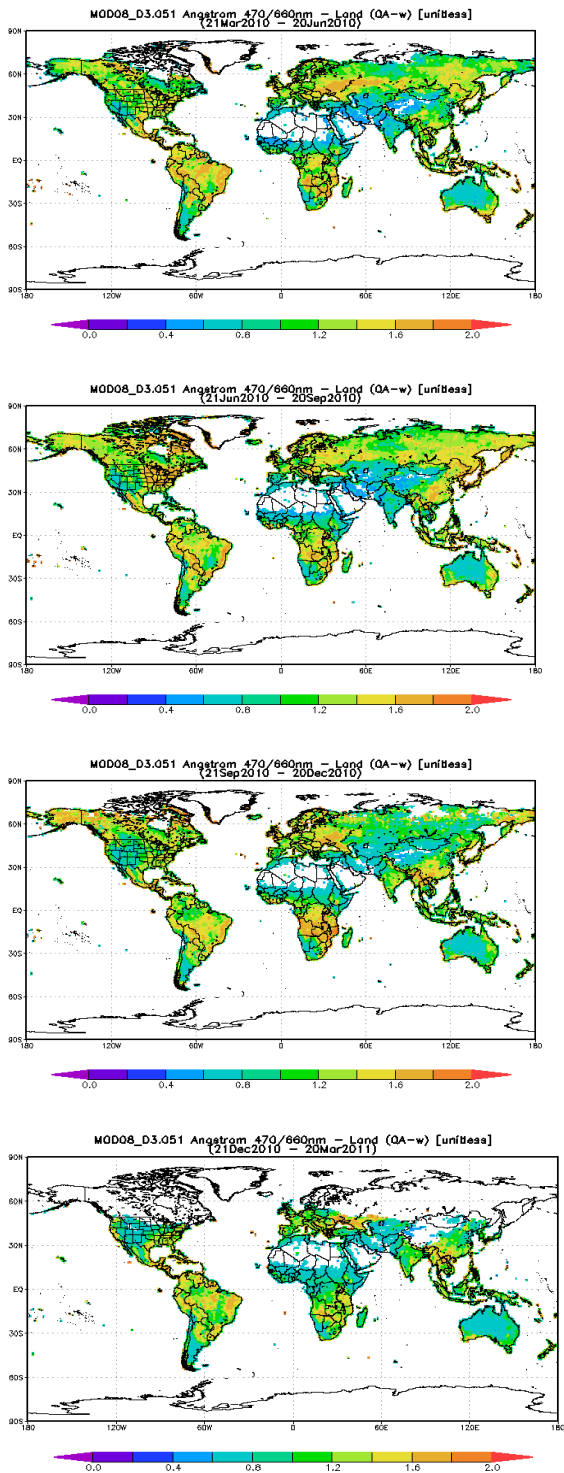 MOD08_D3.051 Angstrom 470/660nm – Land (QA-w) [unitless]
(21Mar2010 – 20Jun2010)
90N
60N
30N
EQ
30S
60S
90S
180 120W 60W 0 60E 120E 180
0.0 0.4 0.8 1.2 1.6 2.0
MOD08_D3.051 Angstrom 470/660nm – Land (QA-w) [unitless]
(21Jun2010 – 20Sep2010)
90N
60N
30N
EQ
30S
60S
90S
180 120W 60W 0 60E 120E 180
0.0 0.4 0.8 1.2 1.6 2.0
MOD08_D3.051 Angstrom 470/660nm – Land (QA-w) [unitless]
(21Sep2010 – 20Dec2010)
90N
60N
30N
EQ
30S
60S
90S
180 120W 60W 0 60E 120E 180
0.0 0.4 0.8 1.2 1.6 2.0
MOD08_D3.051 Angstrom 470/660nm – Land (QA-w) [unitless]
(21Dec2010 – 20Mar2011)
90N
60N
30N
EQ
30S
60S
90S
180 120W 60W 0 60E 120E 180
0.0 0.4 0.8 1.2 1.6 2.0